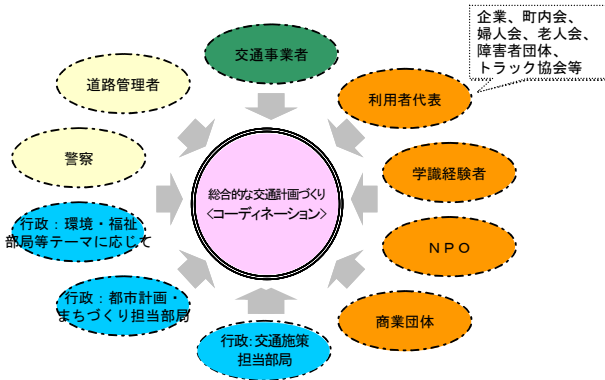 企業、町内会、
婦人会、老人会、
障害者団体、
トラック協会等
交通事業者
道路管理者
利用者代表
警察
学識経験者
総合的な交通計画づくり
<コーディネーション>
行政：環境・福祉
部局等テーマに応じて
ＮＰＯ
行政：都市計画・
まちづくり担当部局
商業団体
行政：交通施策
担当部局